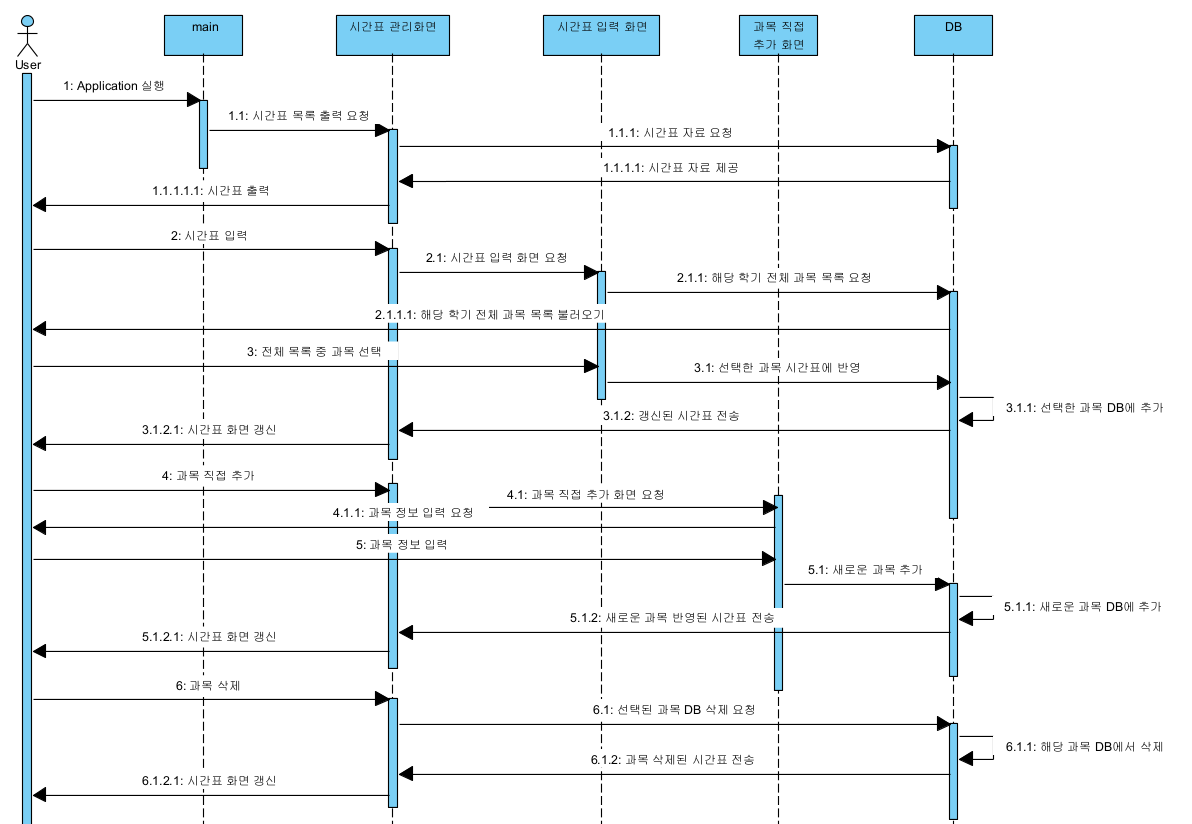 main
시간표 관리화면
시간표 입력 화면
과목 직접
추가 화면
DB
User
1: Application 실행
1.1: 시간표 목록 출력 요청
1.1.1: 시간표 자료 요청
1.1.1.1: 시간표 자료 제공
1.1.1.1.1: 시간표 출력
2: 시간표 입력
2.1: 시간표 입력 화면 요청
2.1.1: 해당 학기 전체 과목 목록 요청
2.1.1.1: 해당 학기 전체 과목 목록 불러오기
3: 전체 목록 중 과목 선택
3.1: 선택한 과목 시간표에 반영
3.1.1: 선택한 과목 DB에 추가
3.1.2: 갱신된 시간표 전송
3.1.2.1: 시간표 화면 갱신
4: 과목 직접 추가
4.1: 과목 직접 추가 화면 요청
4.1.1: 과목 정보 입력 요청
5: 과목 정보 입력
5.1: 새로운 과목 추가
5.1.1: 새로운 과목 DB에 추가
5.1.2: 새로운 과목 반영된 시간표 전송
5.1.2.1: 시간표 화면 갱신
6: 과목 삭제
6.1: 선택된 과목 DB 삭제 요청
6.1.1: 해당 과목 DB에서 삭제
6.1.2: 과목 삭제된 시간표 전송
6.1.2.1: 시간표 화면 갱신